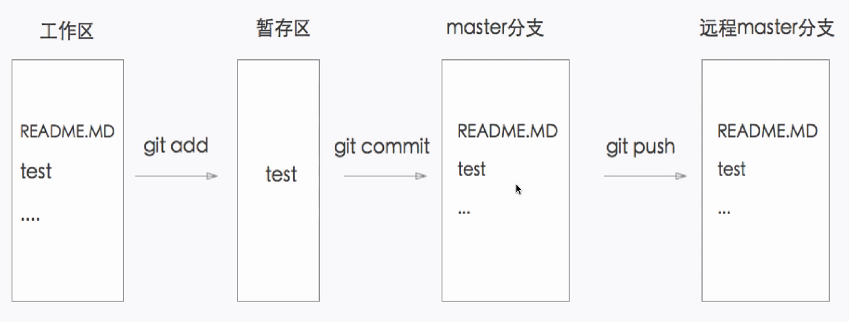 工作区
暂存区
master分支
远程master分支
README.MD
test
....
git add
test
git commit
README.MD
test
...
git push
README.MD
test
...